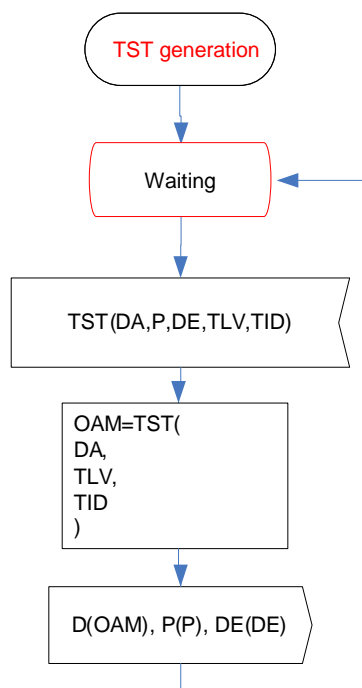 TST generation
Waiting
TST(DA,P,DE,TLV,TID)
OAM=TST(
DA,
TLV,
TID
)
D(OAM), P(P), DE(DE)